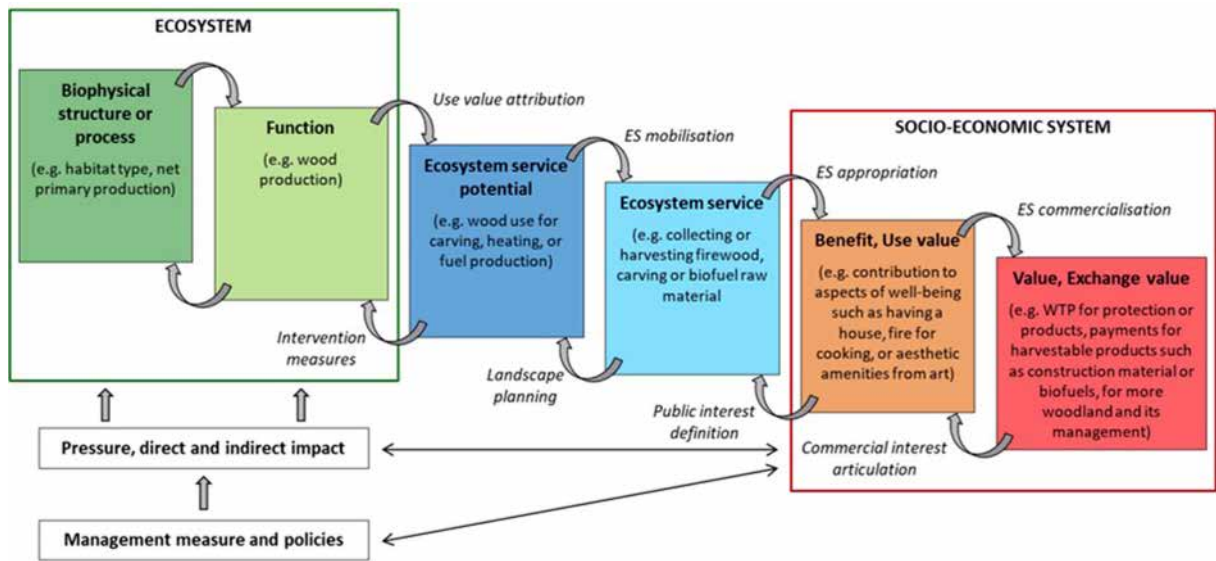 ECOSYSTEM
Biophysical
structure or
process
(e.g. habitat type, net
primary production)
Function
(e.g. wood
production)
Use value attribution
Ecosystem service
potential
(e.g. wood use for
carving, heating, or
fuel production)
ES mobilisation
Ecosystem service
(e.g. collecting or
harvesting firewood,
carving or biofuel raw
material
SOCIO-ECONOMIC SYSTEM
ES appropriation
Benefit, Use value
(e.g. contribution to
aspects of well-being
such as having a
house, fire for
cooking, or aesthetic
amenities from art)
ES commercialisation
Value, Exchange value
(e.g. WTP for protection or
products, payments for
harvestable products such
as construction material or
biofuels, for more
woodland and its
management)
Intervention
measures
Landscape
planning
Public interest
definition
Commercial interest
articulation
Pressure, direct and indirect impact
Management measure and policies